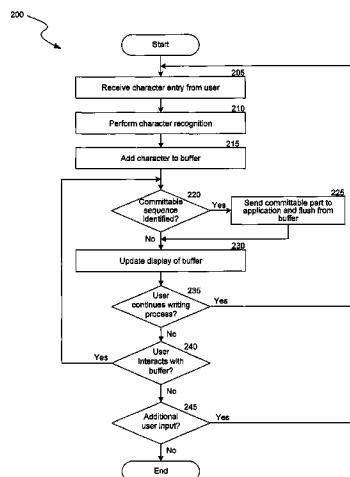 200
Start
205
Receive character entry from user
210
Perform character recognition
215
Add character to buffer
220
Committable
sequence
identified?
Yes
225
Send committable part to
application and flush from
buffer
No
230
Update display of buffer
235
User
continues writing
process?
Yes
No
240
User
interacts with
buffer?
Yes
No
245
Additional
user input?
Yes
No
End